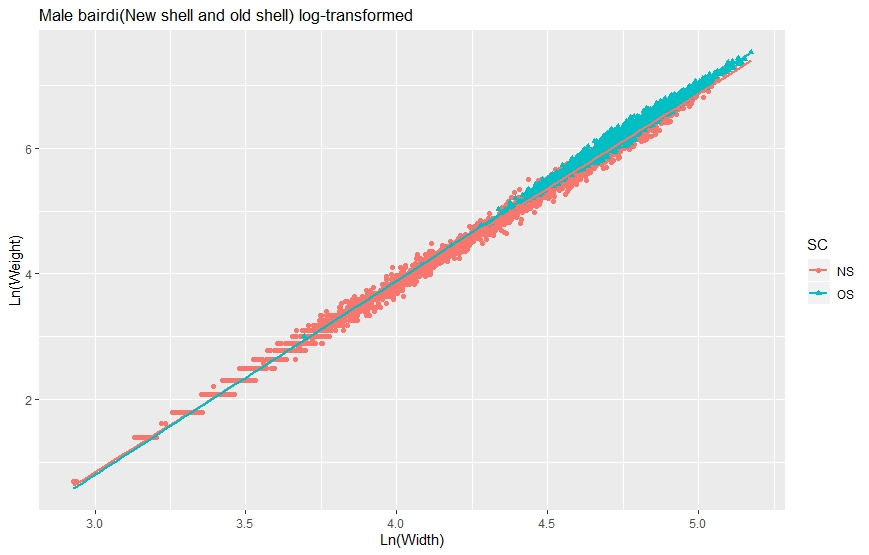 Male bairdi(New shell and old shell) log-transformed
Ln(Weight)
6
4
2
3.0 3.5 4.0 4.5 5.0
Ln(Width)
SC
NS
OS